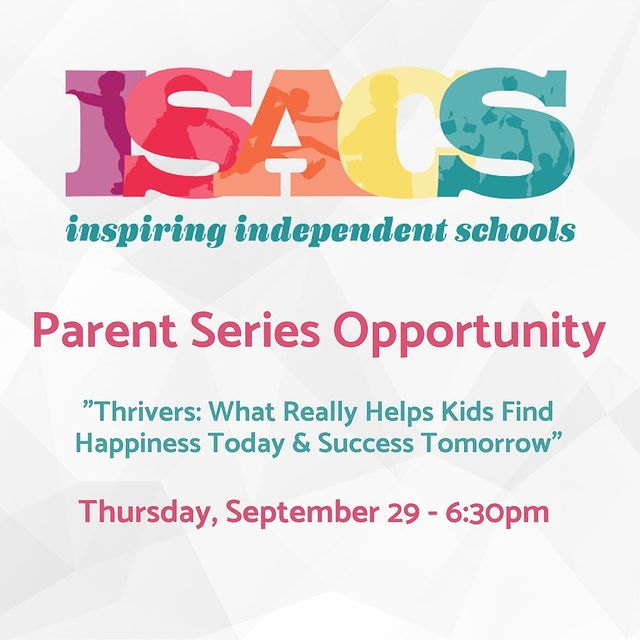 ISACS
inspiring independent schools
Parent Series Opportunity
”Thrivers: What Really Helps Kids Find
Happiness Today & Success Tomorrow”
Thursday, September 29 - 6:30pm